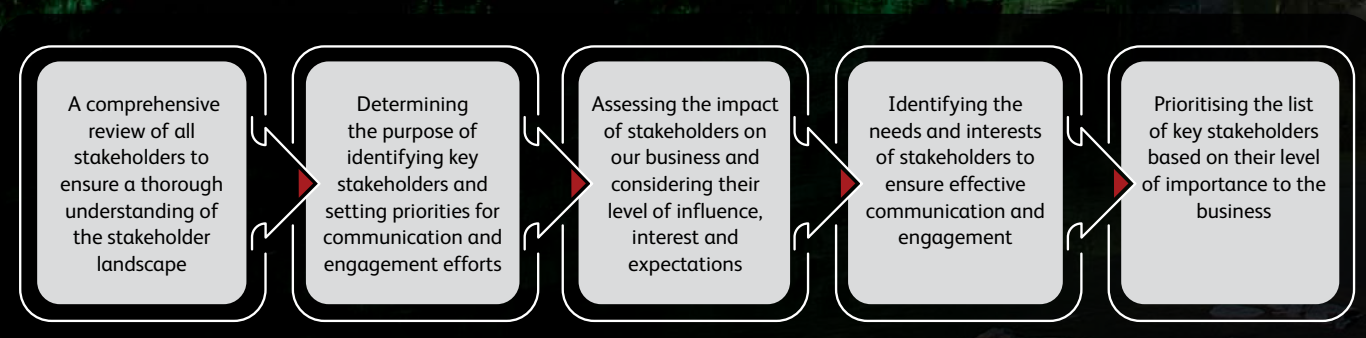 A comprehensive
review of all
stakeholders to
ensure a thorough
understanding of
the stakeholder
landscape
Determining
the purpose of
identifying key
stakeholders and
setting priorities for
communication and
engagement efforts
Assessing the impact
of stakeholders on
our business and
considering their
level of influence,
interest and
expectations
Identifying the
needs and interests
of stakeholders to
ensure effective
communication and
engagement
Prioritising the list
of key stakeholders
based on their level
of importance to the
business